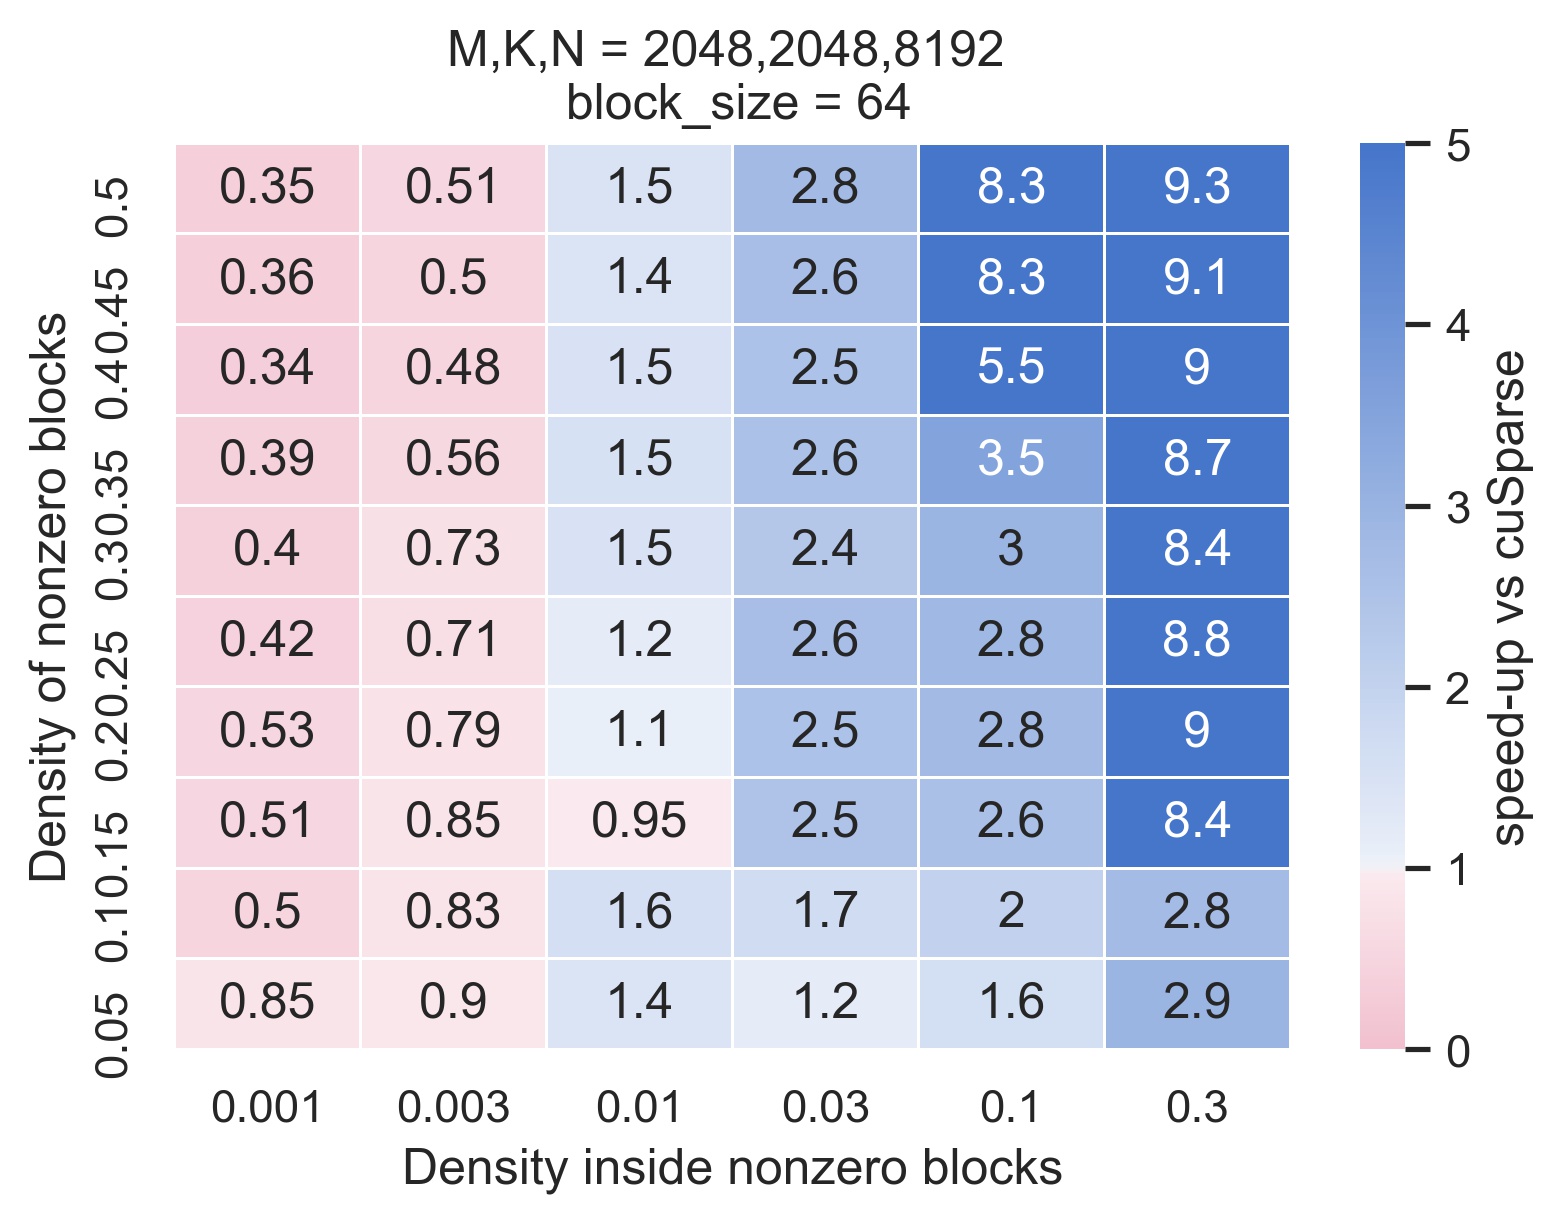 M,K,N = 2048,2048,8192
block_size = 64
Density of nonzero blocks
0.5 0.35 0.51 1.5 2.8 8.3 9.3
0.45 0.36 0.5 1.4 2.6 8.3 9.1
0.40 0.34 0.48 1.5 2.5 5.5 9
0.35 0.39 0.56 1.5 2.6 3.5 8.7
0.30 0.4 0.73 1.5 2.4 3 8.4
0.25 0.42 0.71 1.2 2.6 2.8 8.8
0.20 0.53 0.79 1.1 2.5 2.8 9
0.15 0.51 0.85 0.95 2.5 2.6 8.4
0.10 0.5 0.83 1.6 1.7 2 2.8
0.05 0.85 0.9 1.4 1.2 1.6 2.9
0.001 0.003 0.01 0.03 0.1 0.3
Density inside nonzero blocks
5
4
3
2
1
0
speed-up vs cuSparse